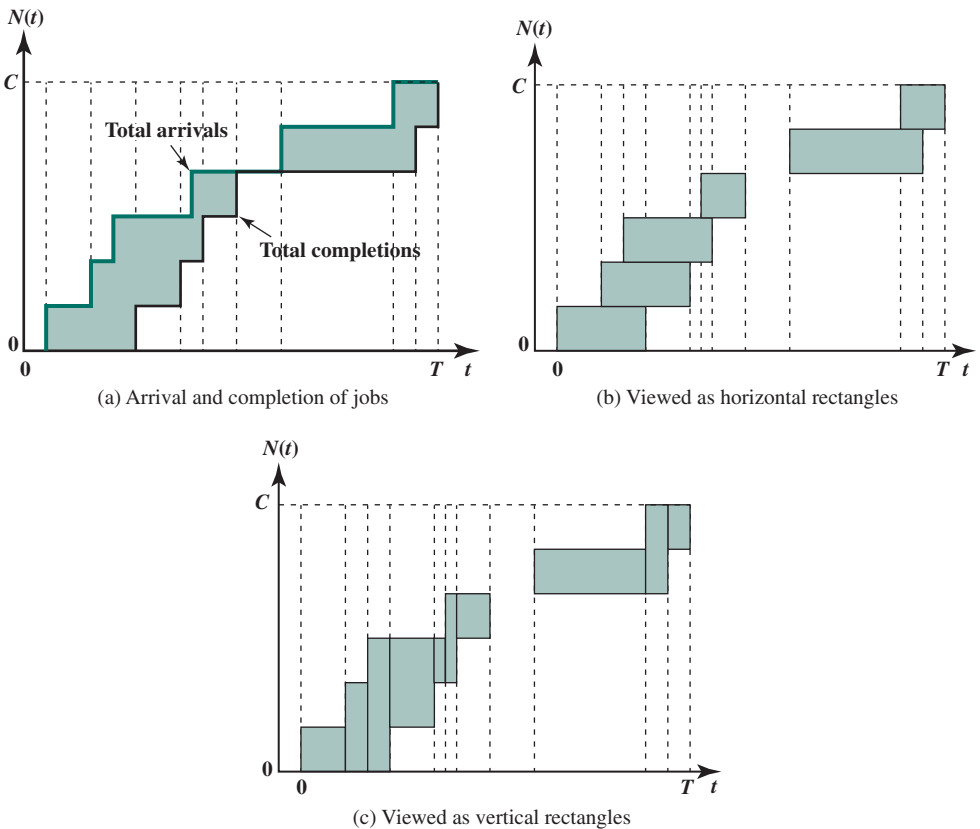 N(t)
C
Total arrivals
Total completions
0
0
T
t
(a) Arrival and completion of jobs
N(t)
C
0
0
T
t
(b) Viewed as horizontal rectangles
N(t)
C
0
0
T
t
(c) Viewed as vertical rectangles